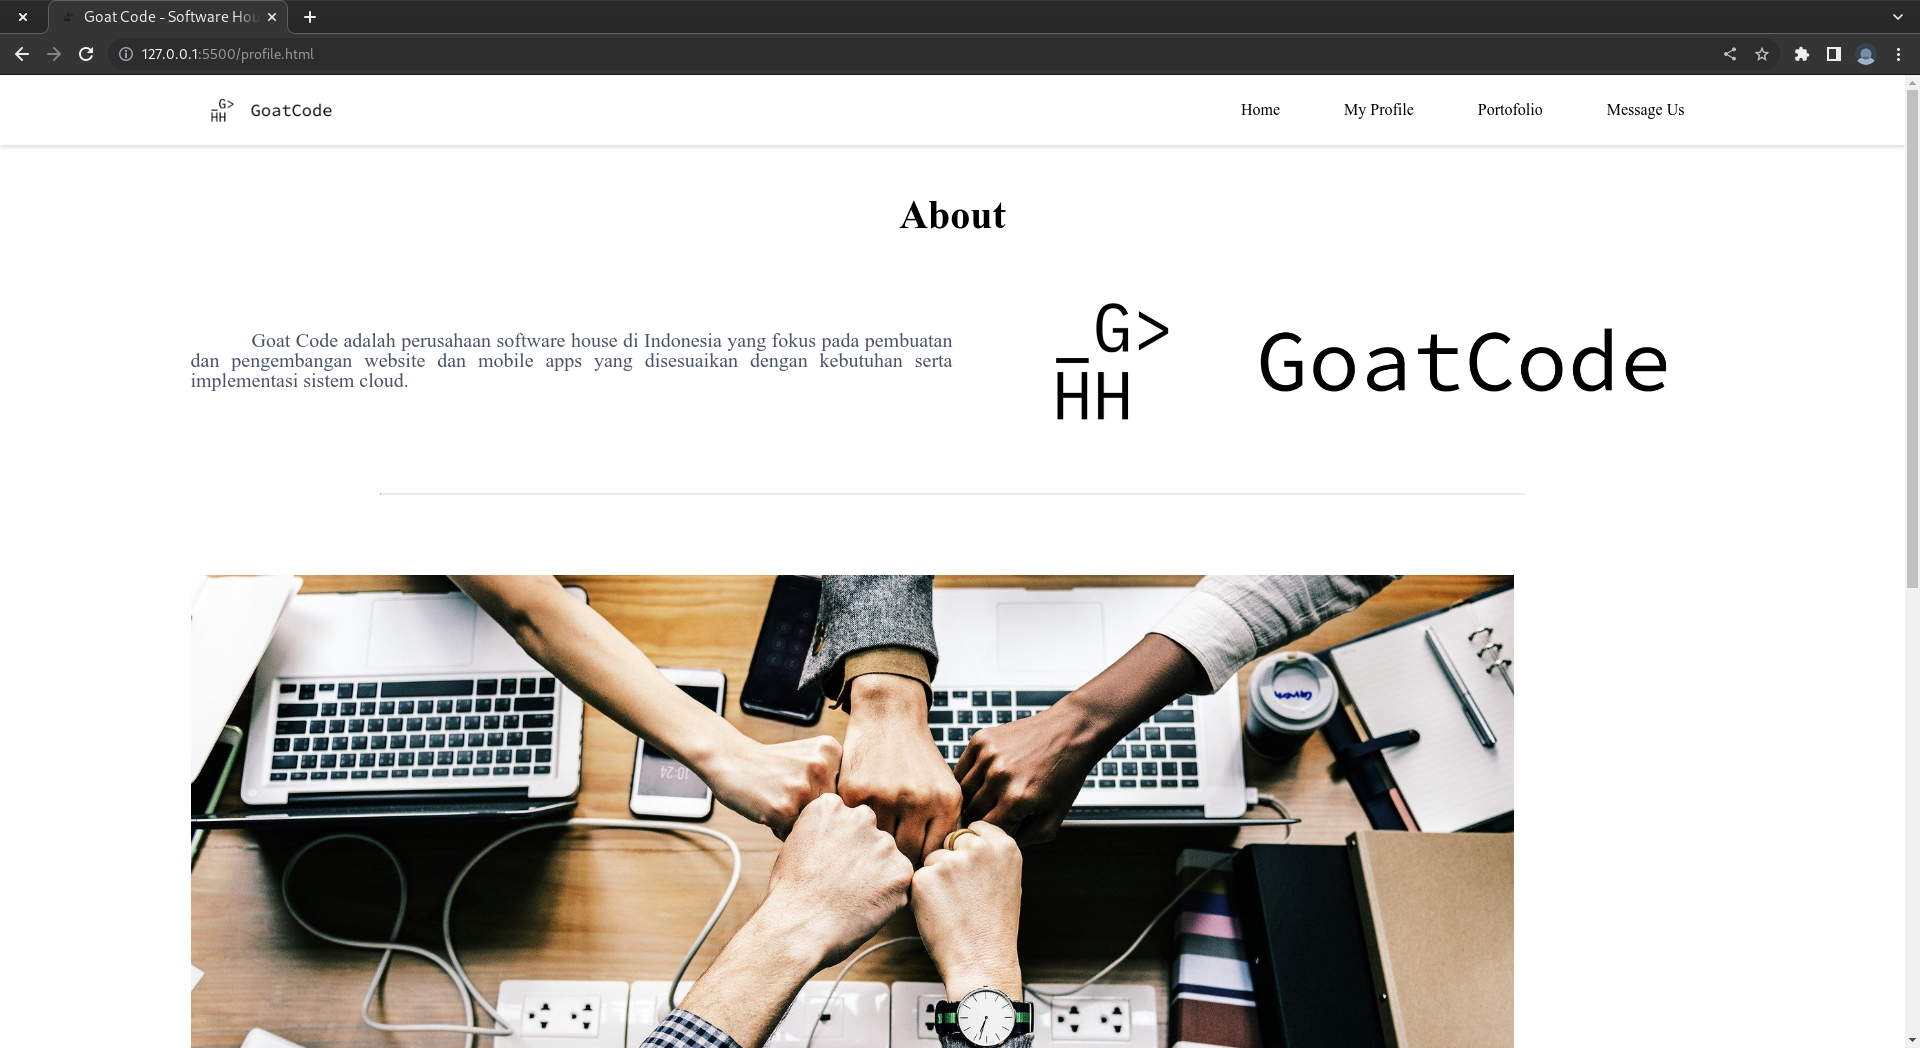 Goat Code - Software Hou
127.0.0.1:5500/profile.html
_G>
HH
GoatCode
Home
My Profile
Portofolio
Message Us
About
Goat Code adalah perusahaan software house di Indonesia yang fokus pada pembuatan
dan pengembangan website dan mobile apps yang disesuaikan dengan kebutuhan serta
implementasi sistem cloud.
_G>
HH
GoatCode
10:24